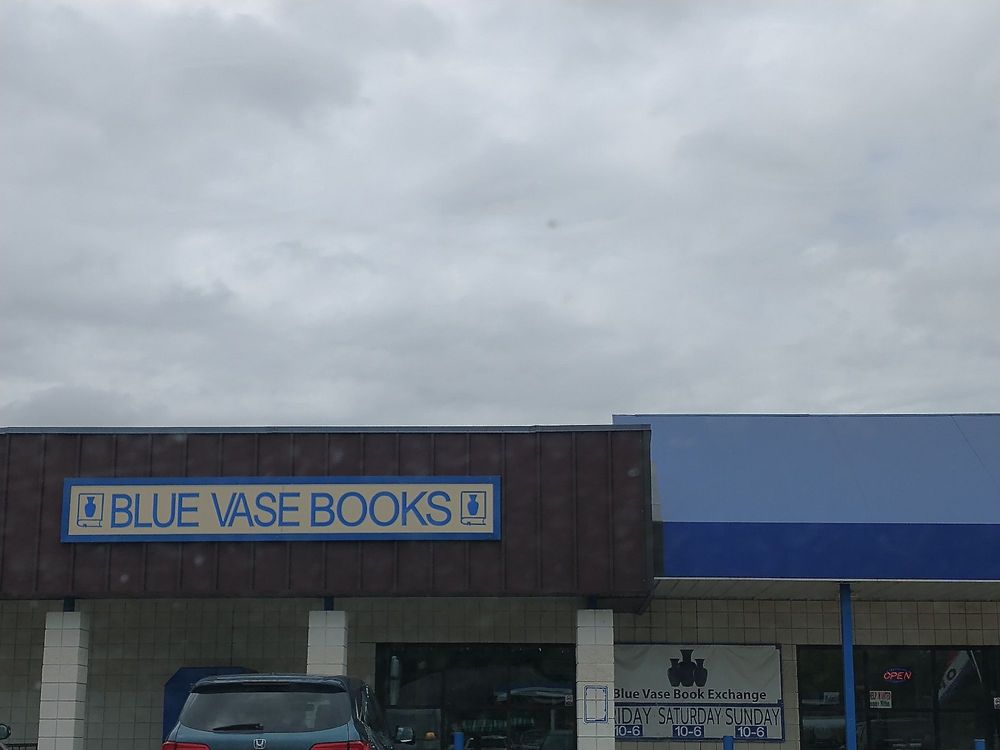 BLUE VASE BOOKS
Blue Vase Book Exchange
IDAY SATURDAY SUNDAY
10-6 10-6 10-6
OPEN